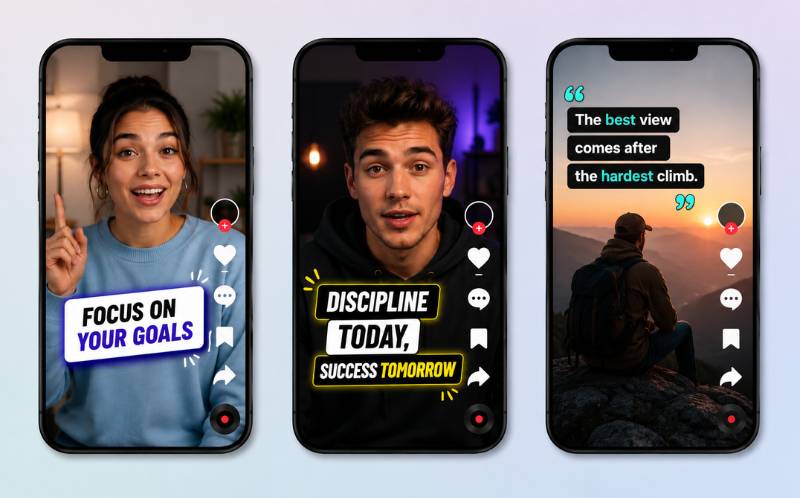 FOCUS ON
YOUR GOALS
DISCIPLINE
TODAY,
SUCCESS TOMORROW
“
The best view
comes after
the hardest climb.
”